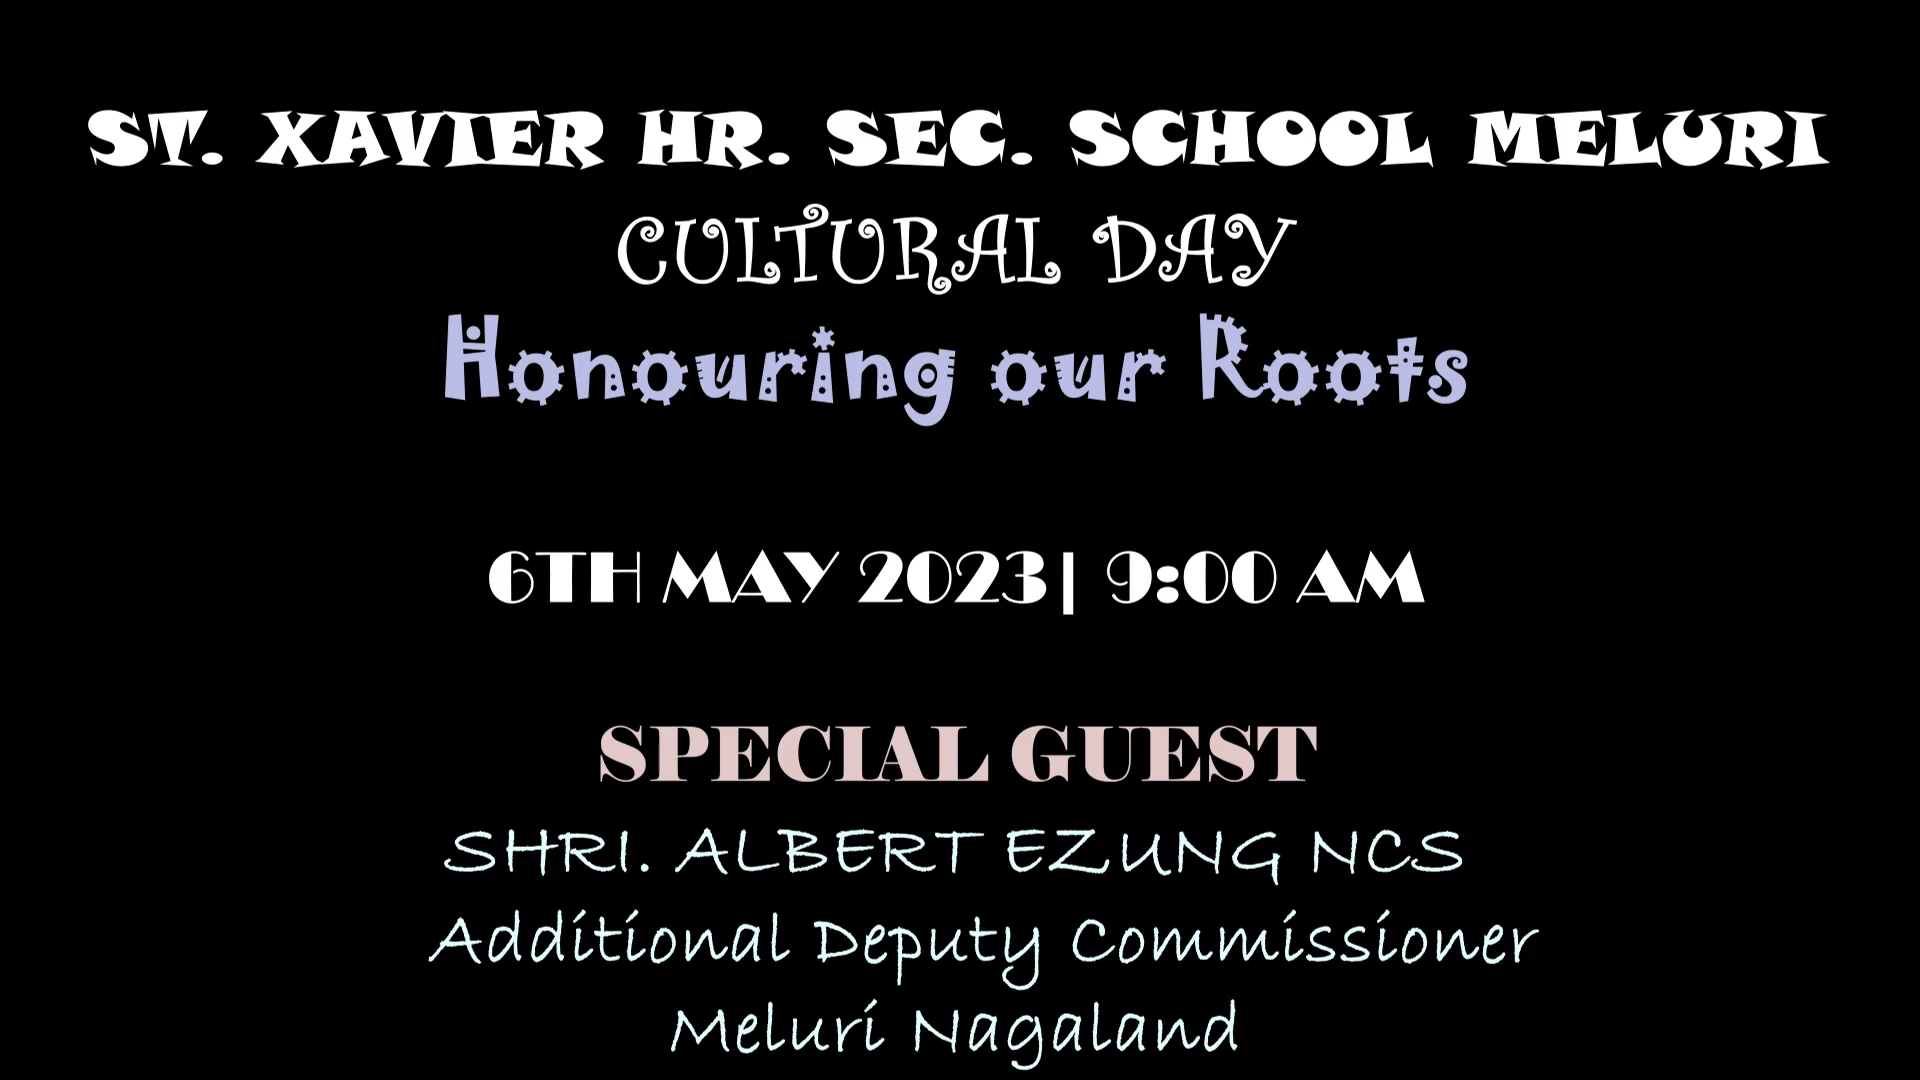 ST. XAVIER HR. SEC. SCHOOL MELURI
CULTURAL DAY
Honouring our Roots
6TH MAY 2023| 9:00 AM
SPECIAL GUEST
SHRI. ALBERT EZUNG NCS
Additional Deputy Commissioner
Meluri Nagaland